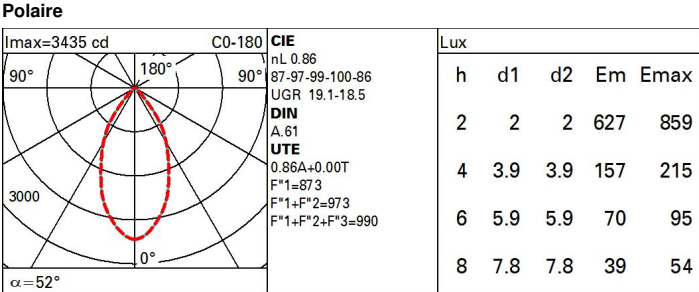 Polaire
Imax=3435 cd C0-180
90° 180° 90°
3000
0°
α=52°
CIE
nL 0.86
87-97-99-100-86
UGR 19.1-18.5
DIN
A.61
UTE
0.86A+0.00T
F"1=873
F"1+F"2=973
F"1+F"2+F"3=990
Lux
h d1 d2 Em Emax
2 2 2 627 859
4 3.9 3.9 157 215
6 5.9 5.9 70 95
8 7.8 7.8 39 54